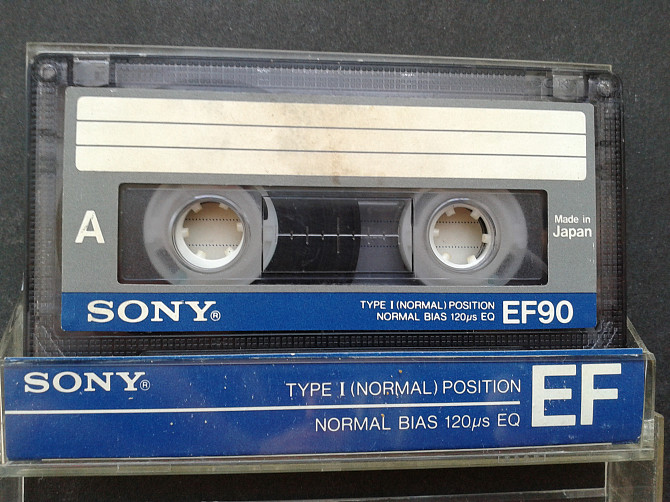 A
Made in
Japan
SONY®
TYPE I (NORMAL) POSITION
NORMAL BIAS 120µs EQ
EF90
SONY®
TYPE I (NORMAL) POSITION
NORMAL BIAS 120µs EQ
EF